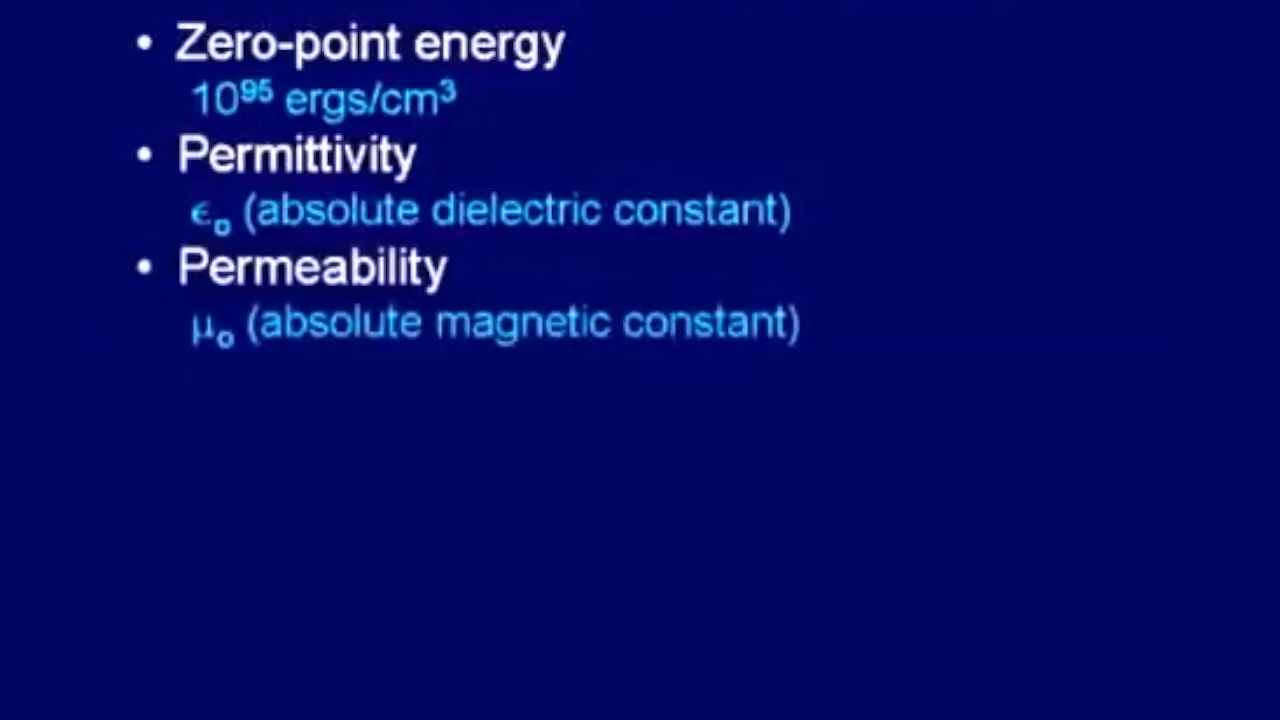 • Zero-point energy
10⁹⁵ ergs/cm³
• Permittivity
ϵₒ (absolute dielectric constant)
• Permeability
μₒ (absolute magnetic constant)